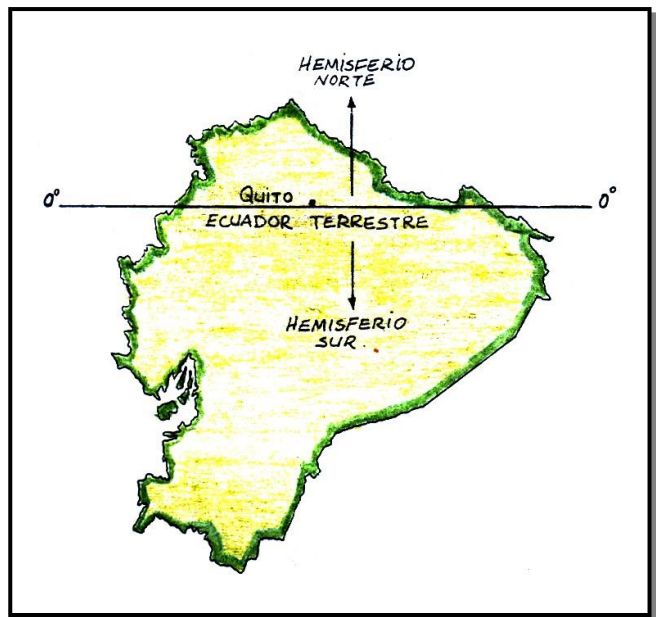 HEMISFERIO
NORTE
QUITO
0° 0°
ECUADOR TERRESTRE
HEMISFERIO
SUR.